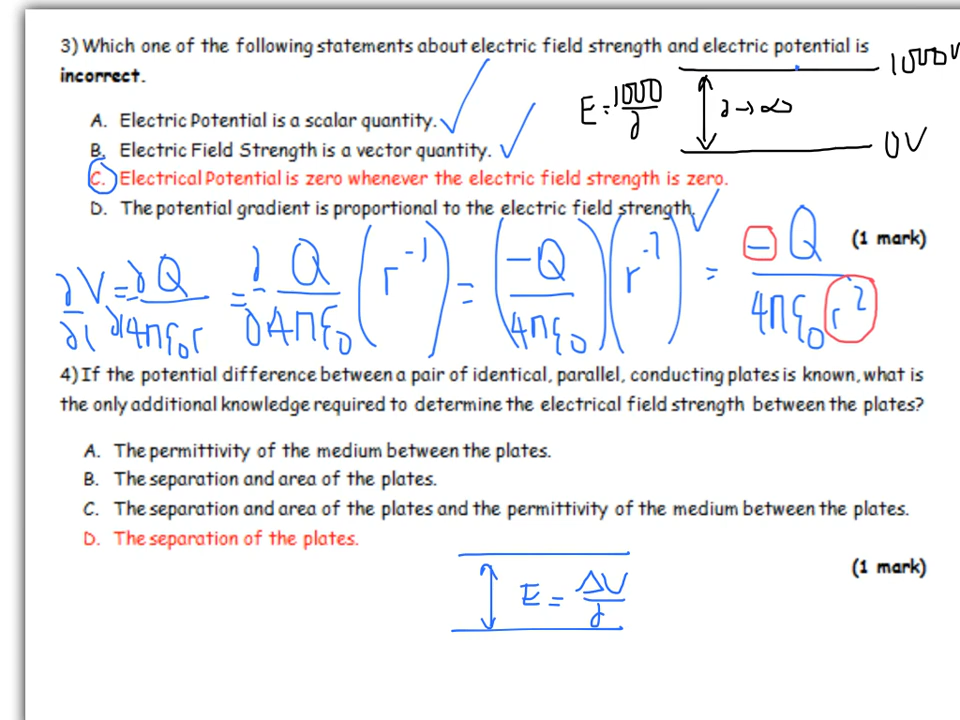 3) Which one of the following statements about electric field strength and electric potential is
incorrect.
1000V
E = 1000/d
d → ∞
0V
A. Electric Potential is a scalar quantity.
B. Electric Field Strength is a vector quantity.
C. Electrical Potential is zero whenever the electric field strength is zero.
D. The potential gradient is proportional to the electric field strength.
(1 mark)
d/dr V = d/dr Q/4πε₀r = d/dr Q/4πε₀ (r⁻¹) = (-Q/4πε₀)(r⁻²) = -Q/4πε₀r²
4) If the potential difference between a pair of identical, parallel, conducting plates is known, what is
the only additional knowledge required to determine the electrical field strength between the plates?
A. The permittivity of the medium between the plates.
B. The separation and area of the plates.
C. The separation and area of the plates and the permittivity of the medium between the plates.
D. The separation of the plates.
(1 mark)
E = ΔV/d